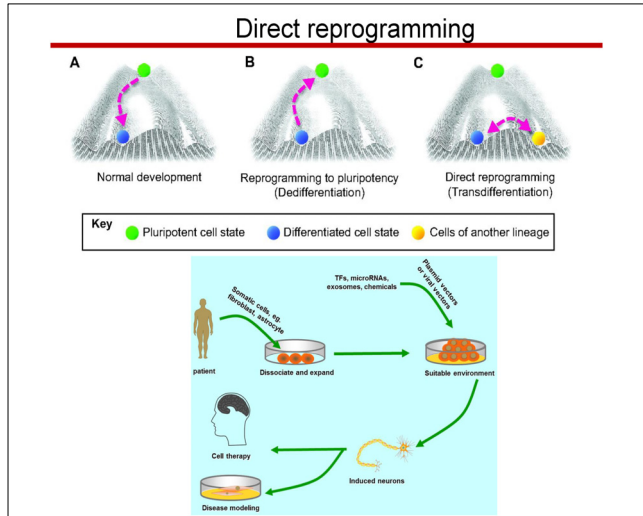 Direct reprogramming
A
B
C
Normal development
Reprogramming to pluripotency
(Dedifferentiation)
Direct reprogramming
(Transdifferentiation)
Key
Pluripotent cell state
Differentiated cell state
Cells of another lineage
TFs, microRNAs,
exosomes, chemicals
Plasmid vectors
or viral vectors
Somatic cells, eg.
fibroblast, astrocyte
patient
Dissociate and expand
Suitable environment
Cell therapy
Induced neurons
Disease modeling